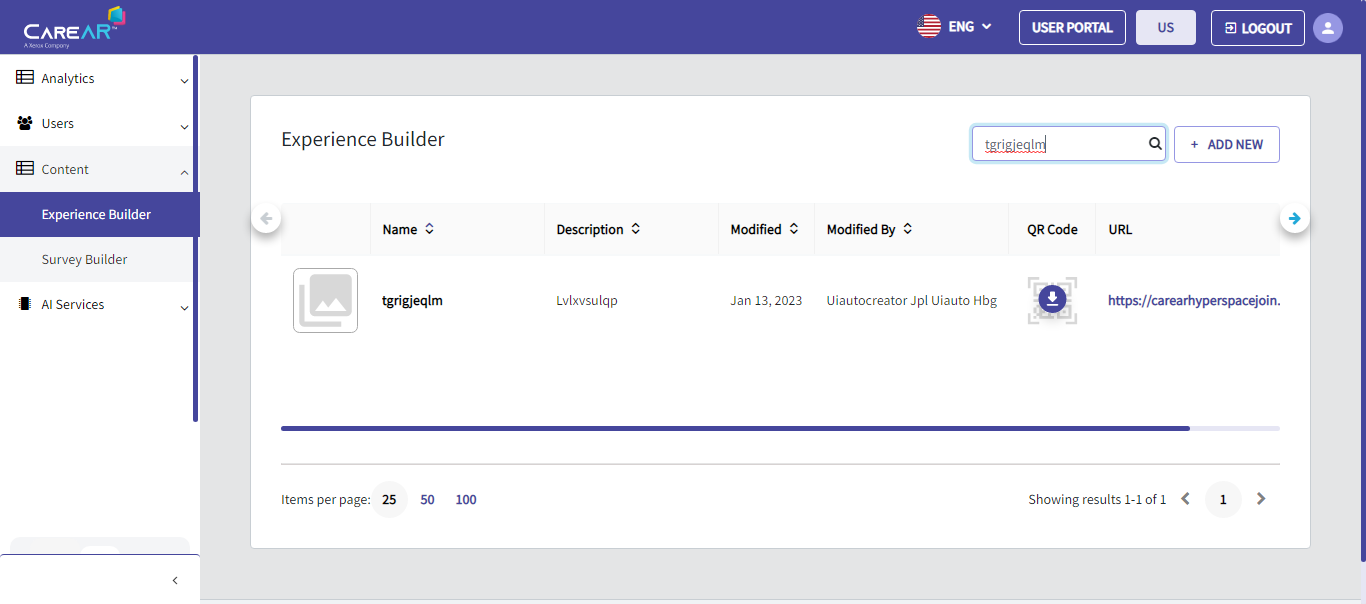 CAREAR™
A Xerox Company
ENG
USER PORTAL
US
LOGOUT
Analytics
Users
Content
Experience Builder
Survey Builder
AI Services
Experience Builder
tgrigjeqlm
+ ADD NEW
Name Description Modified Modified By QR Code URL
tgrigjeqlm Lvlxvsulqp Jan 13, 2023 Uiautocreator Jpl Uiauto Hbg https://carearhyperspacejoin.
Items per page: 25 50 100
Showing results 1-1 of 1
1